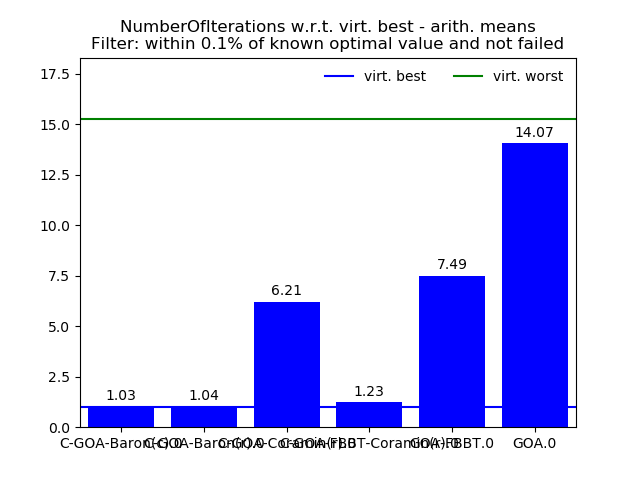 NumberOfIterations w.r.t. virt. best - arith. means
Filter: within 0.1% of known optimal value and not failed
virt. best virt. worst
17.5
15.0
12.5
10.0
7.5
5.0
2.5
0.0
1.03 1.04 6.21 1.23 7.49 14.07
GOA.0